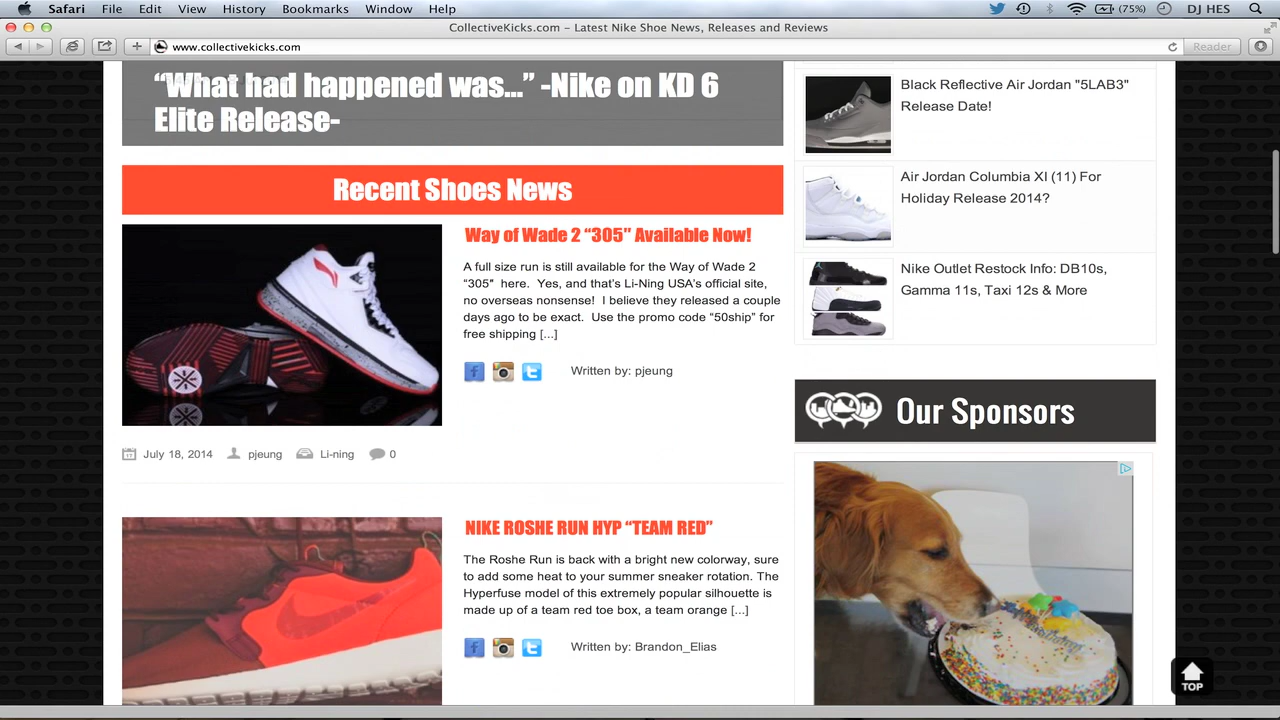 Safari File Edit View History Bookmarks Window Help
(75%) DJ HES
CollectiveKicks.com – Latest Nike Shoe News, Releases and Reviews
www.collectivekicks.com
Reader
“What had happened was...” -Nike on KD 6
Elite Release-
Recent Shoes News
Way of Wade 2 “305” Available Now!
A full size run is still available for the Way of Wade 2
“305″ here. Yes, and that’s Li-Ning USA’s official site,
no overseas nonsense! I believe they released a couple
days ago to be exact. Use the promo code “50ship” for
free shipping [...]
Written by: pjeung
July 18, 2014 pjeung Li-ning 0
NIKE ROSHE RUN HYP “TEAM RED”
The Roshe Run is back with a bright new colorway, sure
to add some heat to your summer sneaker rotation. The
Hyperfuse model of this extremely popular silhouette is
made up of a team red toe box, a team orange [...]
Written by: Brandon_Elias
Black Reflective Air Jordan "5LAB3"
Release Date!
Air Jordan Columbia XI (11) For
Holiday Release 2014?
Nike Outlet Restock Info: DB10s,
Gamma 11s, Taxi 12s & More
Our Sponsors
TOP